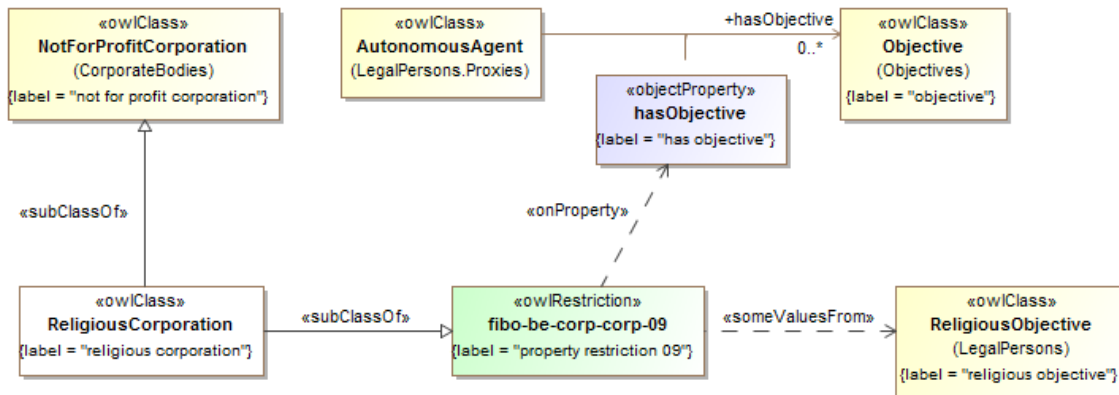 «owlClass»
NotForProfitCorporation
(CorporateBodies)
{label = "not for profit corporation"}
«owlClass»
AutonomousAgent
(LegalPersons.Proxies)
+hasObjective
0..*
«owlClass»
Objective
(Objectives)
{label = "objective"}
«objectProperty»
hasObjective
{label = "has objective"}
«subClassOf»
«onProperty»
«owlClass»
ReligiousCorporation
{label = "religious corporation"}
«subClassOf»
«owlRestriction»
fibo-be-corp-corp-09
{label = "property restriction 09"}
«someValuesFrom»
«owlClass»
ReligiousObjective
(LegalPersons)
{label = "religious objective"}